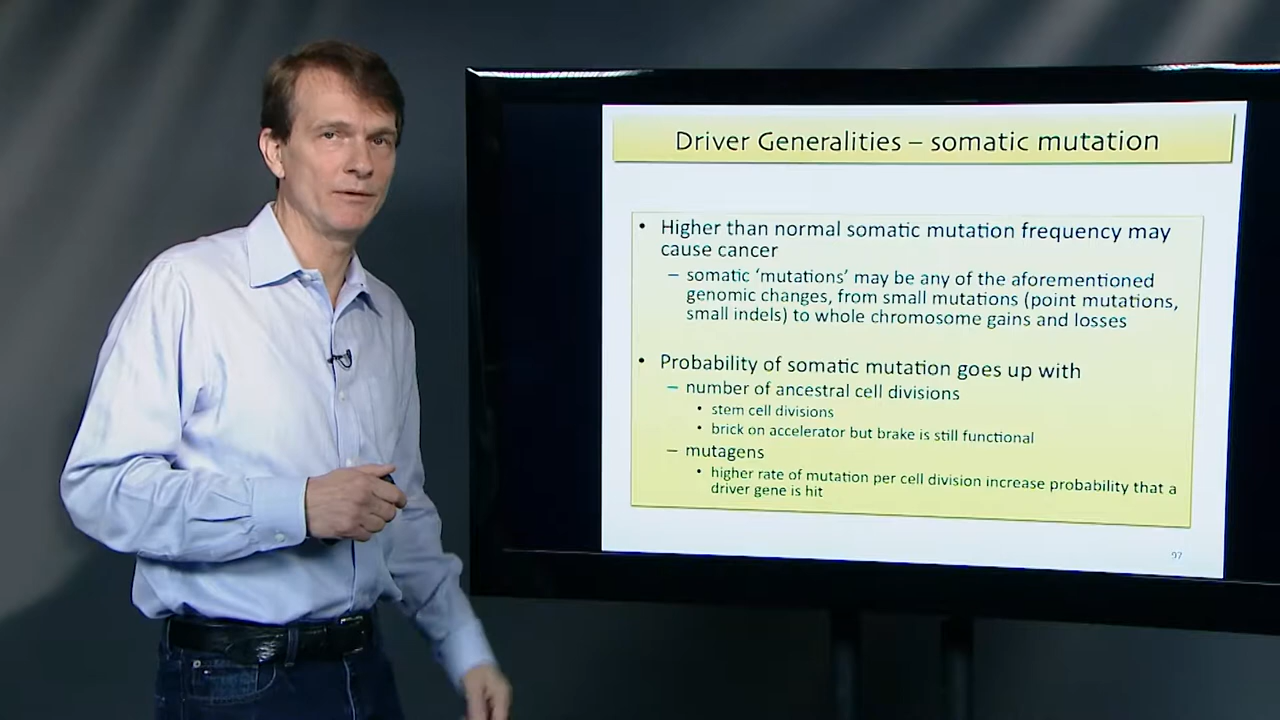 Driver Generalities – somatic mutation
• Higher than normal somatic mutation frequency may
cause cancer
– somatic ‘mutations’ may be any of the aforementioned
genomic changes, from small mutations (point mutations,
small indels) to whole chromosome gains and losses
• Probability of somatic mutation goes up with
– number of ancestral cell divisions
• stem cell divisions
• brick on accelerator but brake is still functional
– mutagens
• higher rate of mutation per cell division increase probability that a
driver gene is hit
97